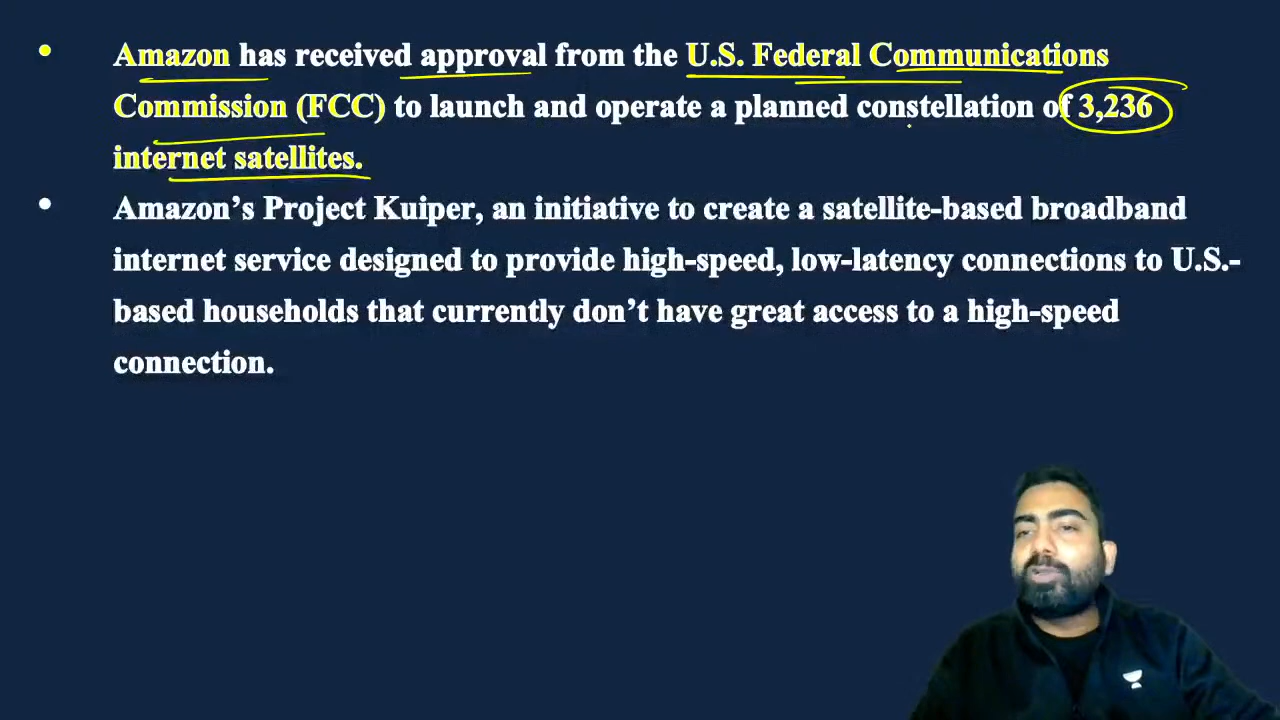 • Amazon has received approval from the U.S. Federal Communications
Commission (FCC) to launch and operate a planned constellation of 3,236
internet satellites.
• Amazon’s Project Kuiper, an initiative to create a satellite-based broadband
internet service designed to provide high-speed, low-latency connections to U.S.-
based households that currently don’t have great access to a high-speed
connection.